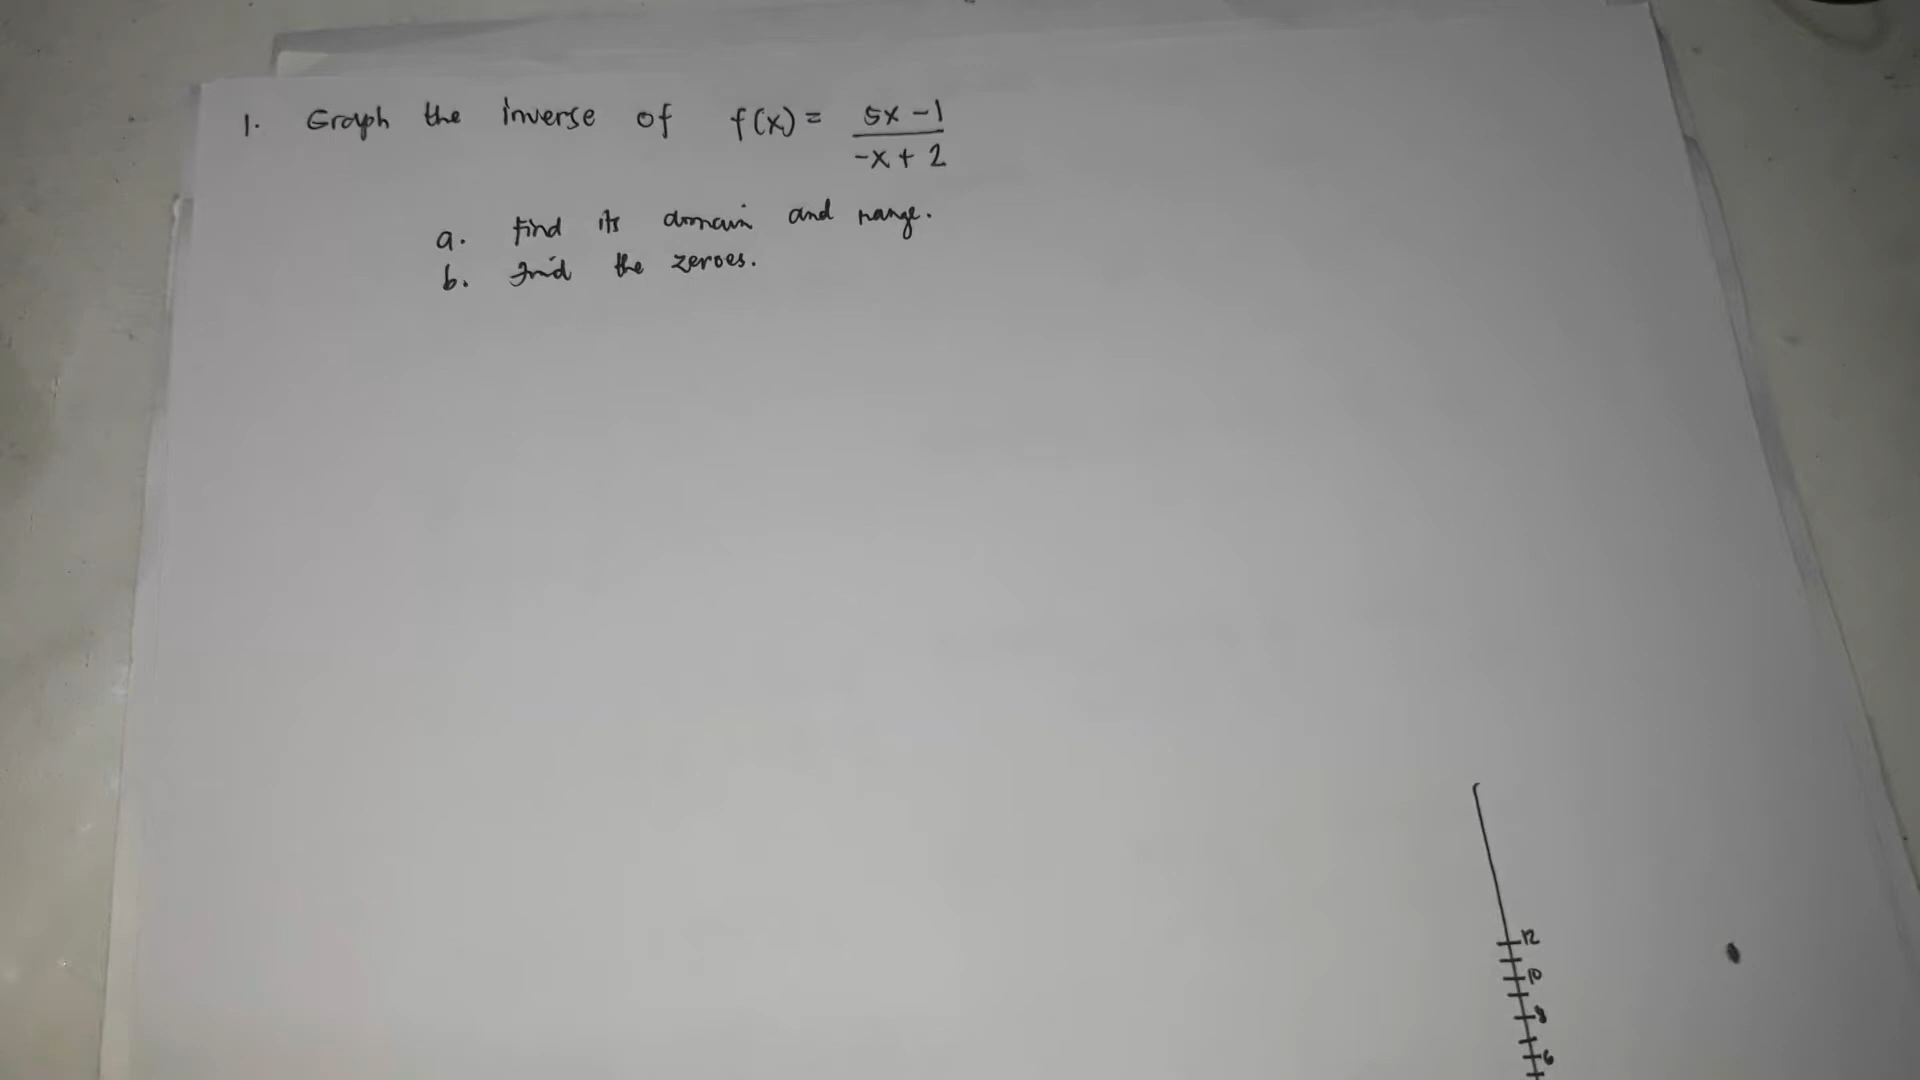 1. Graph the inverse of f(x) = 5x - 1 / -x + 2
a. find its domain and range.
b. find the zeroes.
12
10
8
6